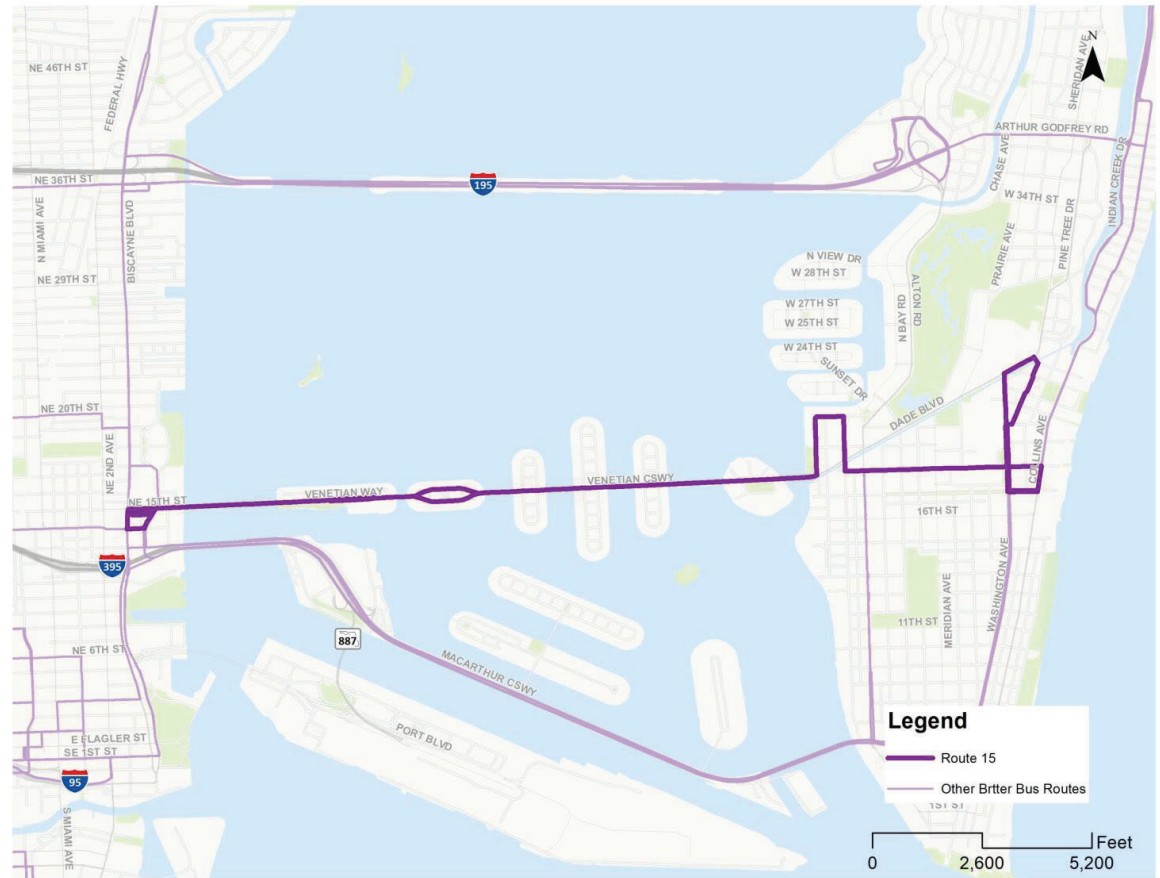 NE 46TH ST
FEDERAL HWY
SHERIDAN AVE
N
ARTHUR GODFREY RD
CHASE AVE
INDIAN CREEK DR
NE 36TH ST
195
W 34TH ST
N MIAMI AVE
BISCAYNE BLVD
PRAIRIE AVE
PINE TREE DR
N VIEW DR
W 28TH ST
NE 29TH ST
ALTON RD
N BAY RD
W 27TH ST
W 25TH ST
W 24TH ST
SUNSET DR
NE 20TH ST
DADE BLVD
COLLINS AVE
NE 2ND AVE
VENETIAN CSWY
VENETIAN WAY
NE 15TH ST
16TH ST
395
WASHINGTON AVE
MERIDIAN AVE
11TH ST
887
NE 6TH ST
MACARTHUR CSWY
PORT BLVD
E FLAGLER ST
SE 1ST ST
95
S MIAMI AVE
Legend
Route 15
Other Brtter Bus Routes
1ST ST
Feet
0 2,600 5,200